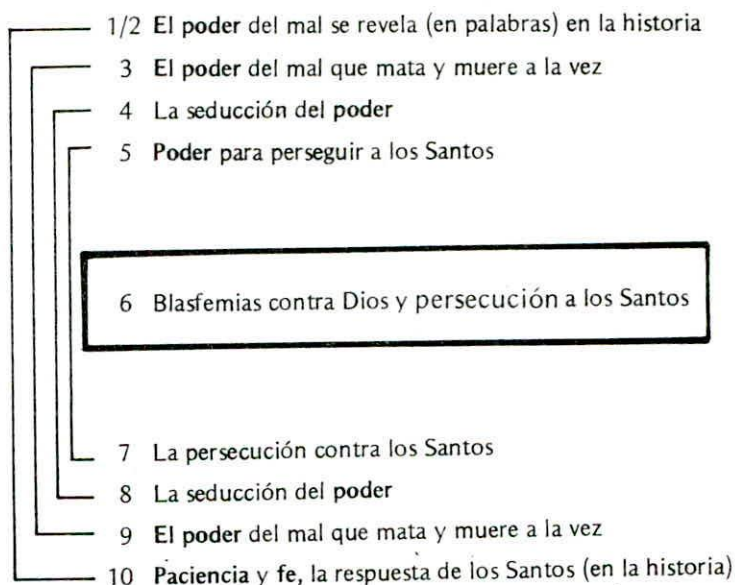 1/2 El poder del mal se revela (en palabras) en la historia
3 El poder del mal que mata y muere a la vez
4 La seducción del poder
5 Poder para perseguir a los Santos
6 Blasfemias contra Dios y persecución a los Santos
7 La persecución contra los Santos
8 La seducción del poder
9 El poder del mal que mata y muere a la vez
10 Paciencia y fe, la respuesta de los Santos (en la historia)